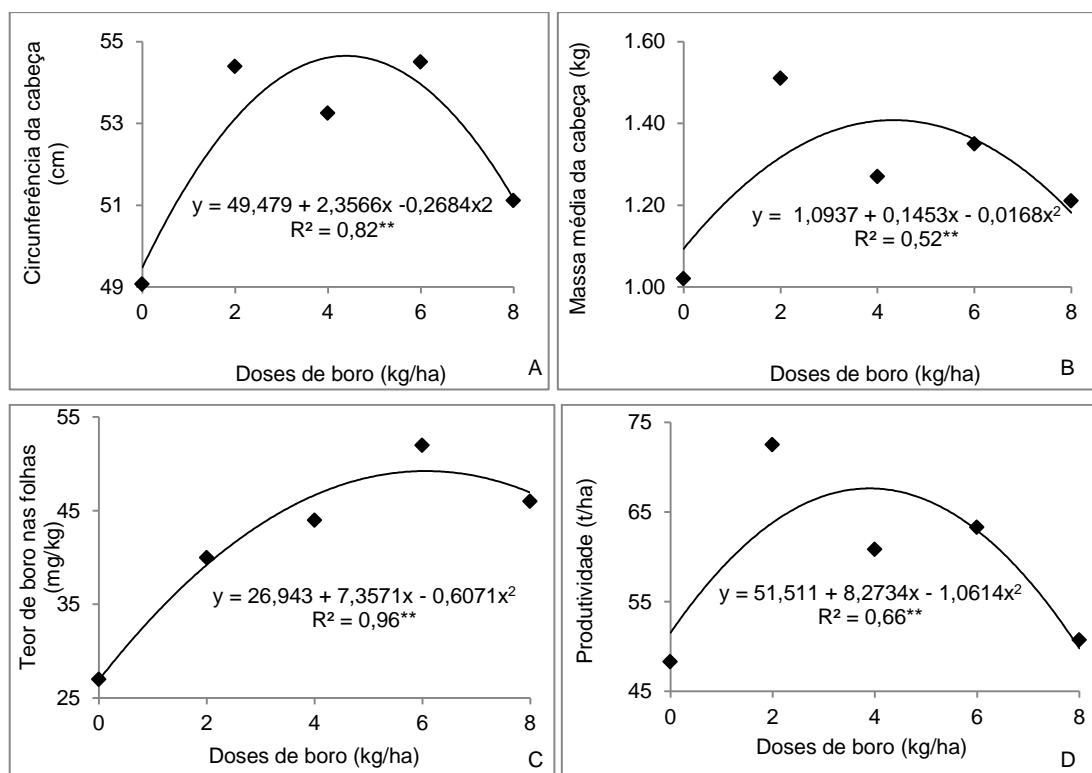 Circunferência da cabeça
(cm)
55
53
51
49
y = 49,479 + 2,3566x -0,2684x2
R² = 0,82**
0 2 4 6 8
Doses de boro (kg/ha)
A
Massa média da cabeça (kg)
1.60
1.40
1.20
1.00
y = 1,0937 + 0,1453x - 0,0168x²
R² = 0,52**
0 2 4 6 8
Doses de boro (kg/ha)
B
Teor de boro nas folhas
(mg/kg)
55
45
35
25
y = 26,943 + 7,3571x - 0,6071x²
R² = 0,96**
0 2 4 6 8
Doses de boro (kg/ha)
C
Produtividade (t/ha)
75
65
55
45
y = 51,511 + 8,2734x - 1,0614x²
R² = 0,66**
0 2 4 6 8
Doses de boro (kg/ha)
D